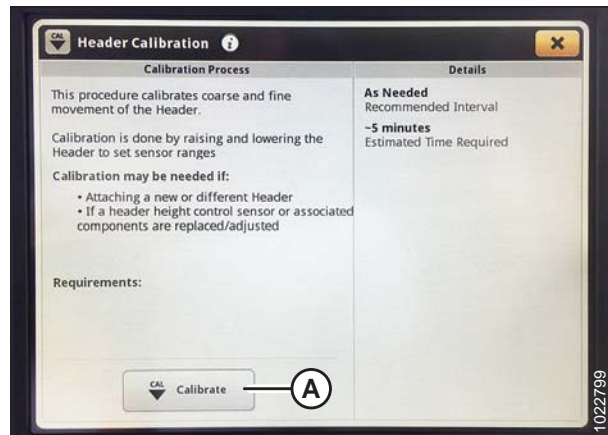 CAL
Header Calibration i
Calibration Process
This procedure calibrates coarse and fine
movement of the Header.
Calibration is done by raising and lowering the
Header to set sensor ranges
Calibration may be needed if:
• Attaching a new or different Header
• If a header height control sensor or associated
components are replaced/adjusted
Requirements:
CAL Calibrate
A
Details
As Needed
Recommended Interval
~5 minutes
Estimated Time Required
1022799